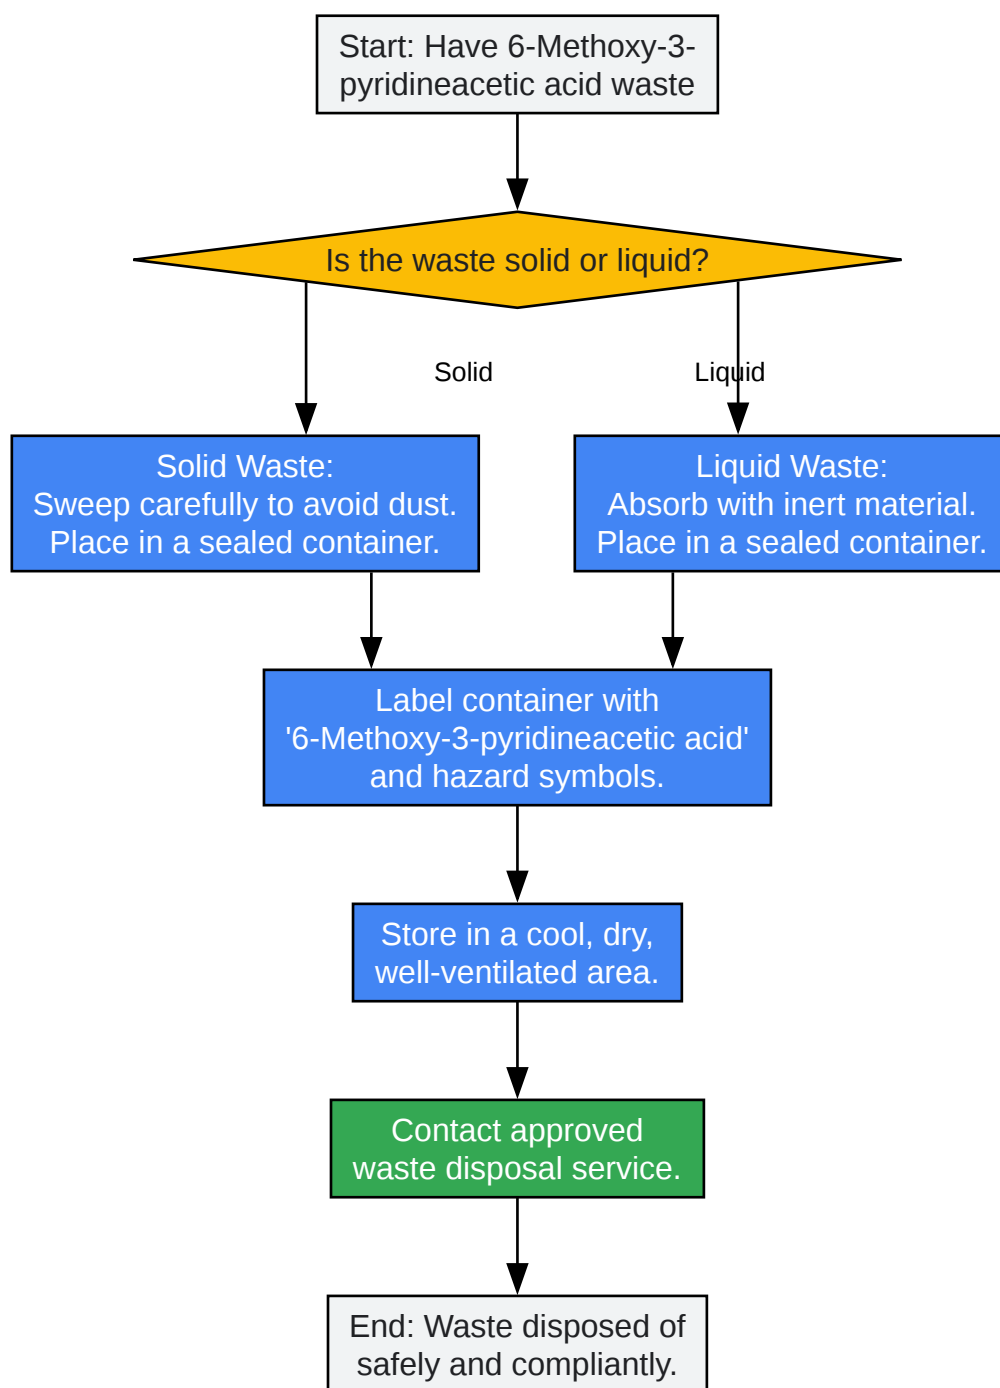 Start: Have 6-Methoxy-3-
pyridineacetic acid waste
Is the waste solid or liquid?
Solid
Liquid
Solid Waste:
Sweep carefully to avoid dust.
Place in a sealed container.
Liquid Waste:
Absorb with inert material.
Place in a sealed container.
Label container with
'6-Methoxy-3-pyridineacetic acid'
and hazard symbols.
Store in a cool, dry,
well-ventilated area.
Contact approved
waste disposal service.
End: Waste disposed of
safely and compliantly.